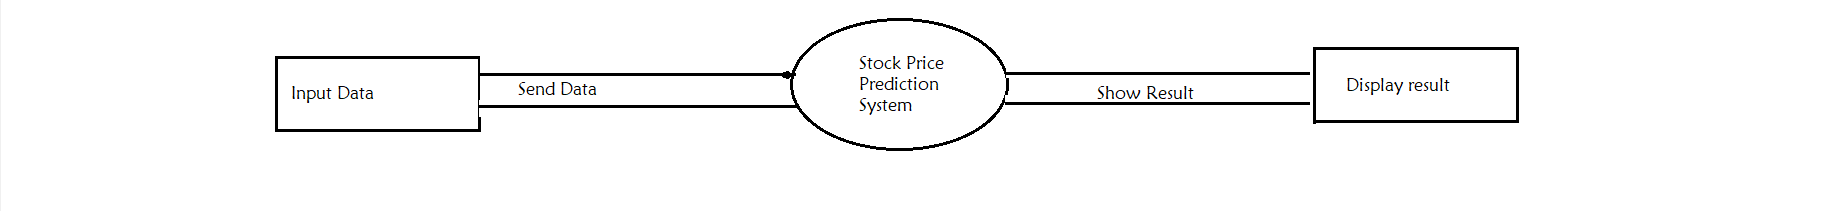 Input Data
Send Data
Stock Price
Prediction
System
Show Result
Display result